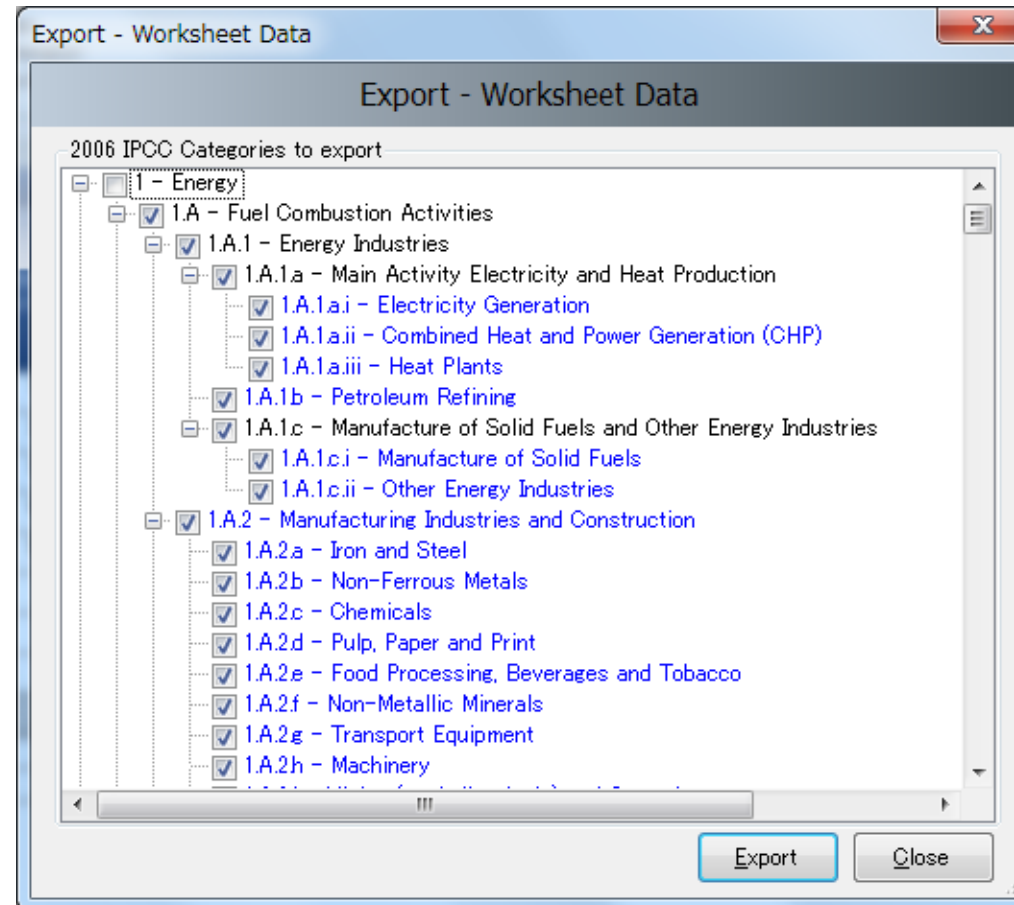 Export - Worksheet Data
Export - Worksheet Data
2006 IPCC Categories to export
1 - Energy
1.A - Fuel Combustion Activities
1.A.1 - Energy Industries
1.A.1.a - Main Activity Electricity and Heat Production
1.A.1.a.i - Electricity Generation
1.A.1.a.ii - Combined Heat and Power Generation (CHP)
1.A.1.a.iii - Heat Plants
1.A.1.b - Petroleum Refining
1.A.1.c - Manufacture of Solid Fuels and Other Energy Industries
1.A.1.c.i - Manufacture of Solid Fuels
1.A.1.c.ii - Other Energy Industries
1.A.2 - Manufacturing Industries and Construction
1.A.2.a - Iron and Steel
1.A.2.b - Non-Ferrous Metals
1.A.2.c - Chemicals
1.A.2.d - Pulp, Paper and Print
1.A.2.e - Food Processing, Beverages and Tobacco
1.A.2.f - Non-Metallic Minerals
1.A.2.g - Transport Equipment
1.A.2.h - Machinery
Export Close